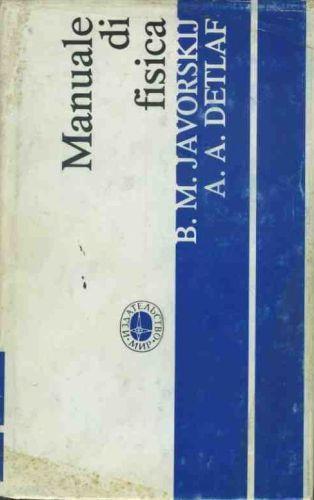 Manuale
di
fisica
B. M. JAVORSKIJ
A. A. DETLAF
ИЗДАТЕЛЬСТВО
МИР